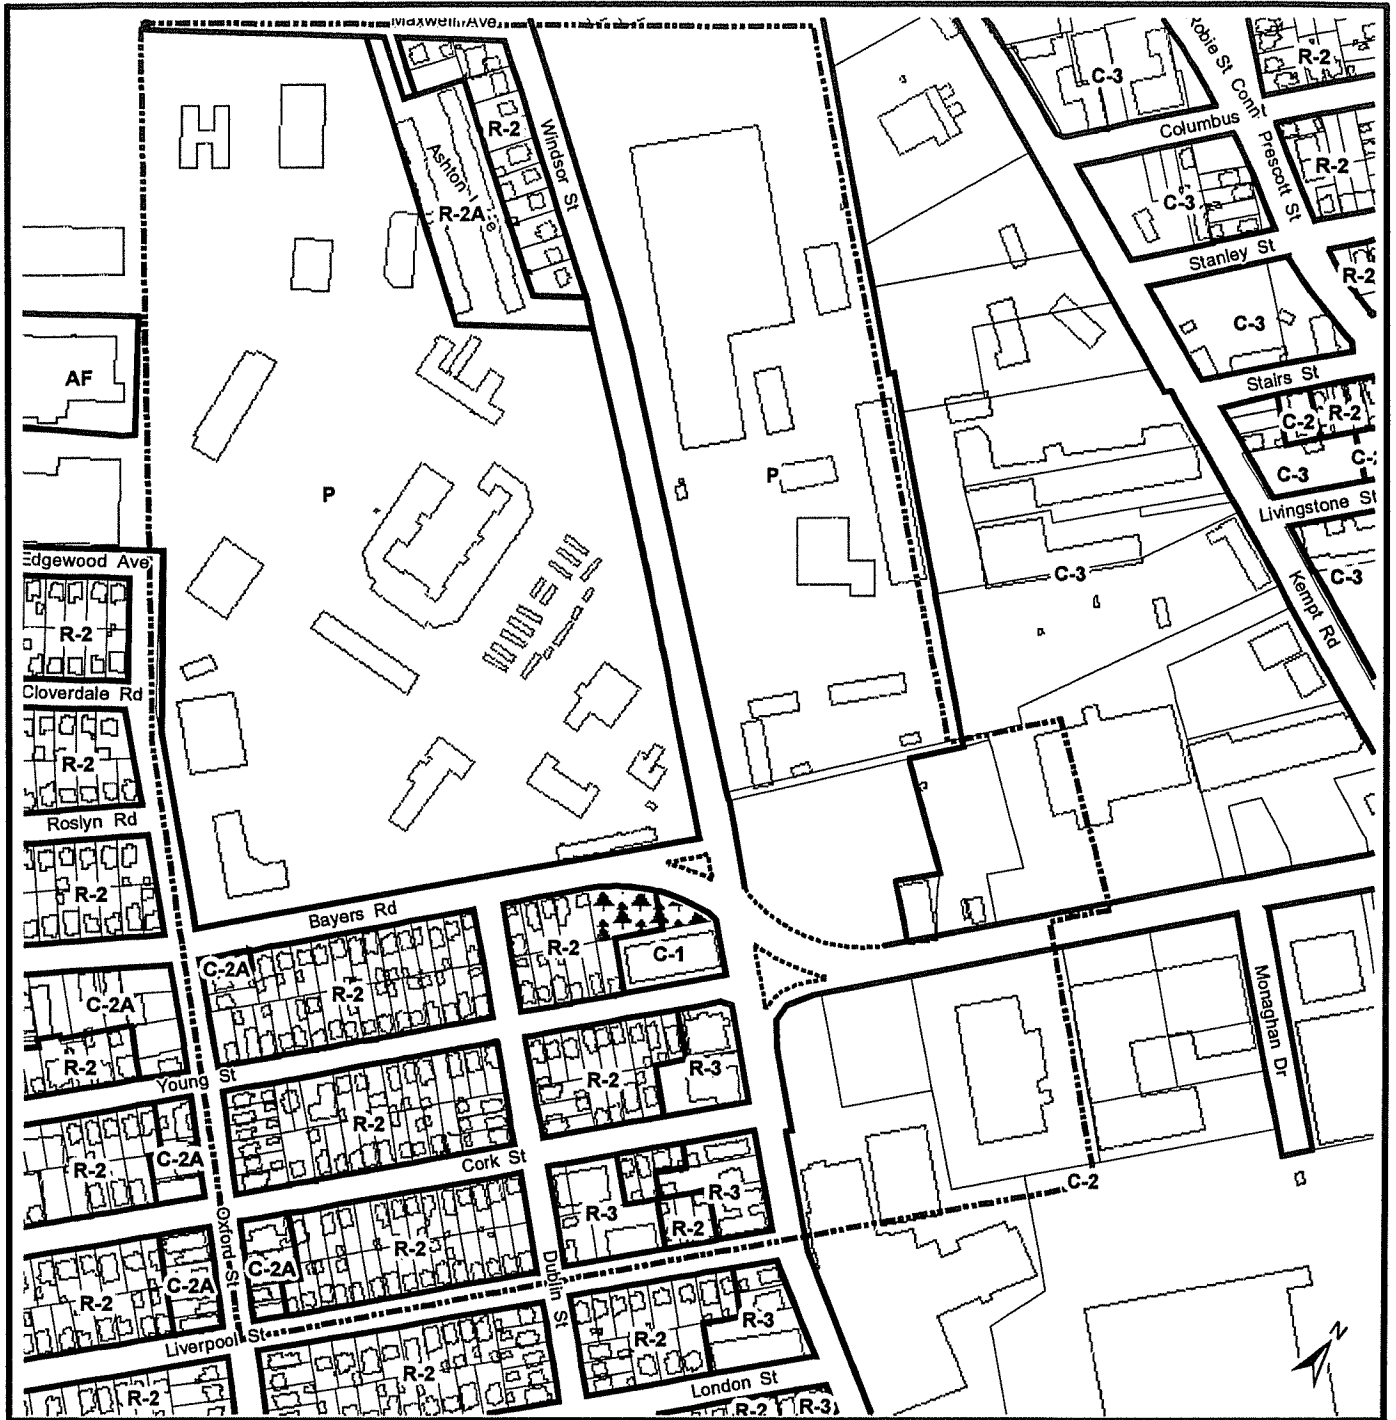 Maxwell Ave
Robie St
Conn
Prescott St
R-2
C-3
Columbus
R-2
Windsor St
Ashton
R-2A
R-2
C-3
Stanley St
R-2
C-3
Stairs St
AF
C-2
R-2
C-3
Livingstone St
P
P
C-3
C-3
Kempt Rd
Edgewood Ave
R-2
Cloverdale Rd
R-2
Roslyn Rd
R-2
Bayers Rd
C-2A
R-2
R-2
C-1
C-2A
R-2
Young St
R-2
R-2
R-3
Monaghan Dr
R-2
C-2A
Cork St
C-2
R-3
R-3
R-2
Oxford St
R-2
C-2A
C-2A
R-2
Dublin St
Liverpool St
R-2
R-3
R-2
R-2
London St
R-2
R-3
N